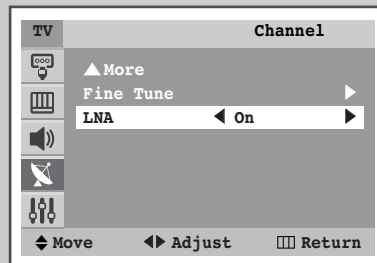 TV Channel
▲More
Fine Tune ▶
LNA ◀ On ▶
Move Adjust Return